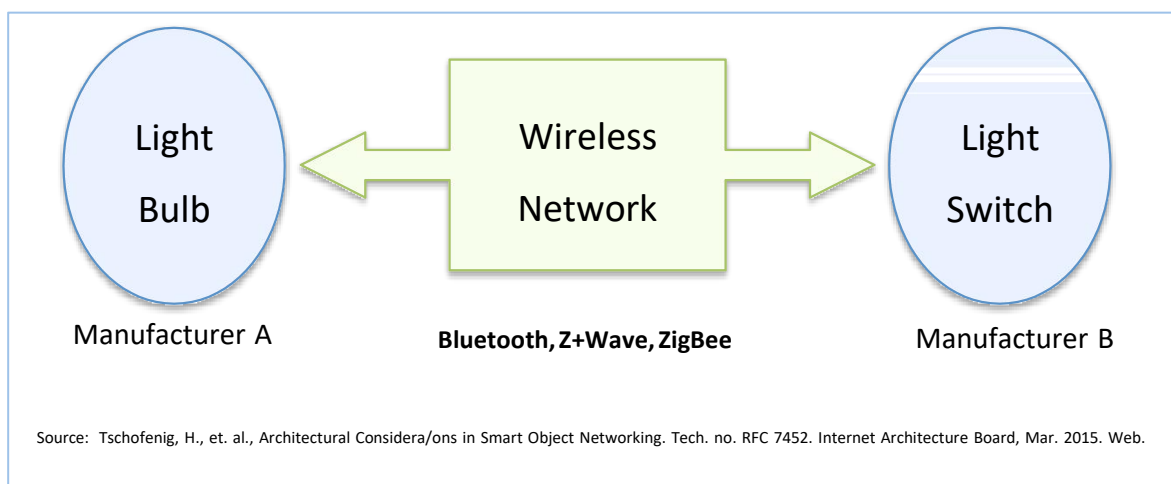 Light
Bulb
Wireless
Network
Light
Switch
Manufacturer A
Bluetooth, Z+Wave, ZigBee
Manufacturer B
Source: Tschofenig, H., et. al., Architectural Considera/ons in Smart Object Networking. Tech. no. RFC 7452. Internet Architecture Board, Mar. 2015. Web.